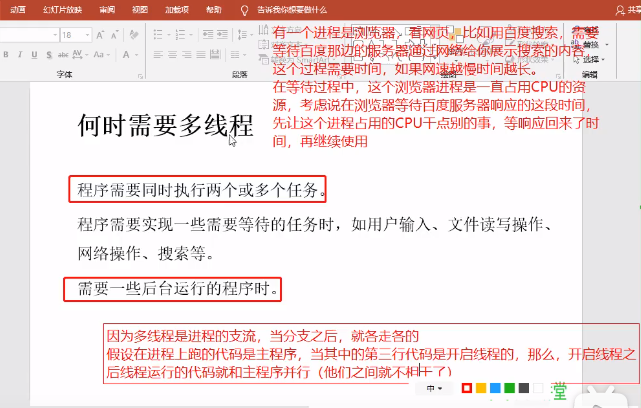 动画 幻灯片放映 审阅 视图 加载项 帮助 告诉我你想要做什么 共享
18
字体 段落 绘图 编辑
替换
选择
有一个进程是浏览器，看网页，比如用百度搜索，需要
等待百度那边的服务器通过网络给你展示搜索的内容。
这个过程需要时间，如果网速越慢时间越长。
在等待过程中，这个浏览器进程是一直占用CPU的资
源，考虑说在浏览器等待百度服务器响应的这段时间，
先让这个进程占用的CPU干点别的事，等响应回来了时
间，再继续使用
何时需要多线程
程序需要同时执行两个或多个任务。
程序需要实现一些需要等待的任务时，如用户输入、文件读写操作、
网络操作、搜索等。
需要一些后台运行的程序时。
因为多线程是进程的支流，当分支之后，就各走各的
假设在进程上跑的代码是主程序，当其中的第三行代码是开启线程的，那么，开启线程之
后线程运行的代码就和主程序并行（他们之间就不相干了）
中